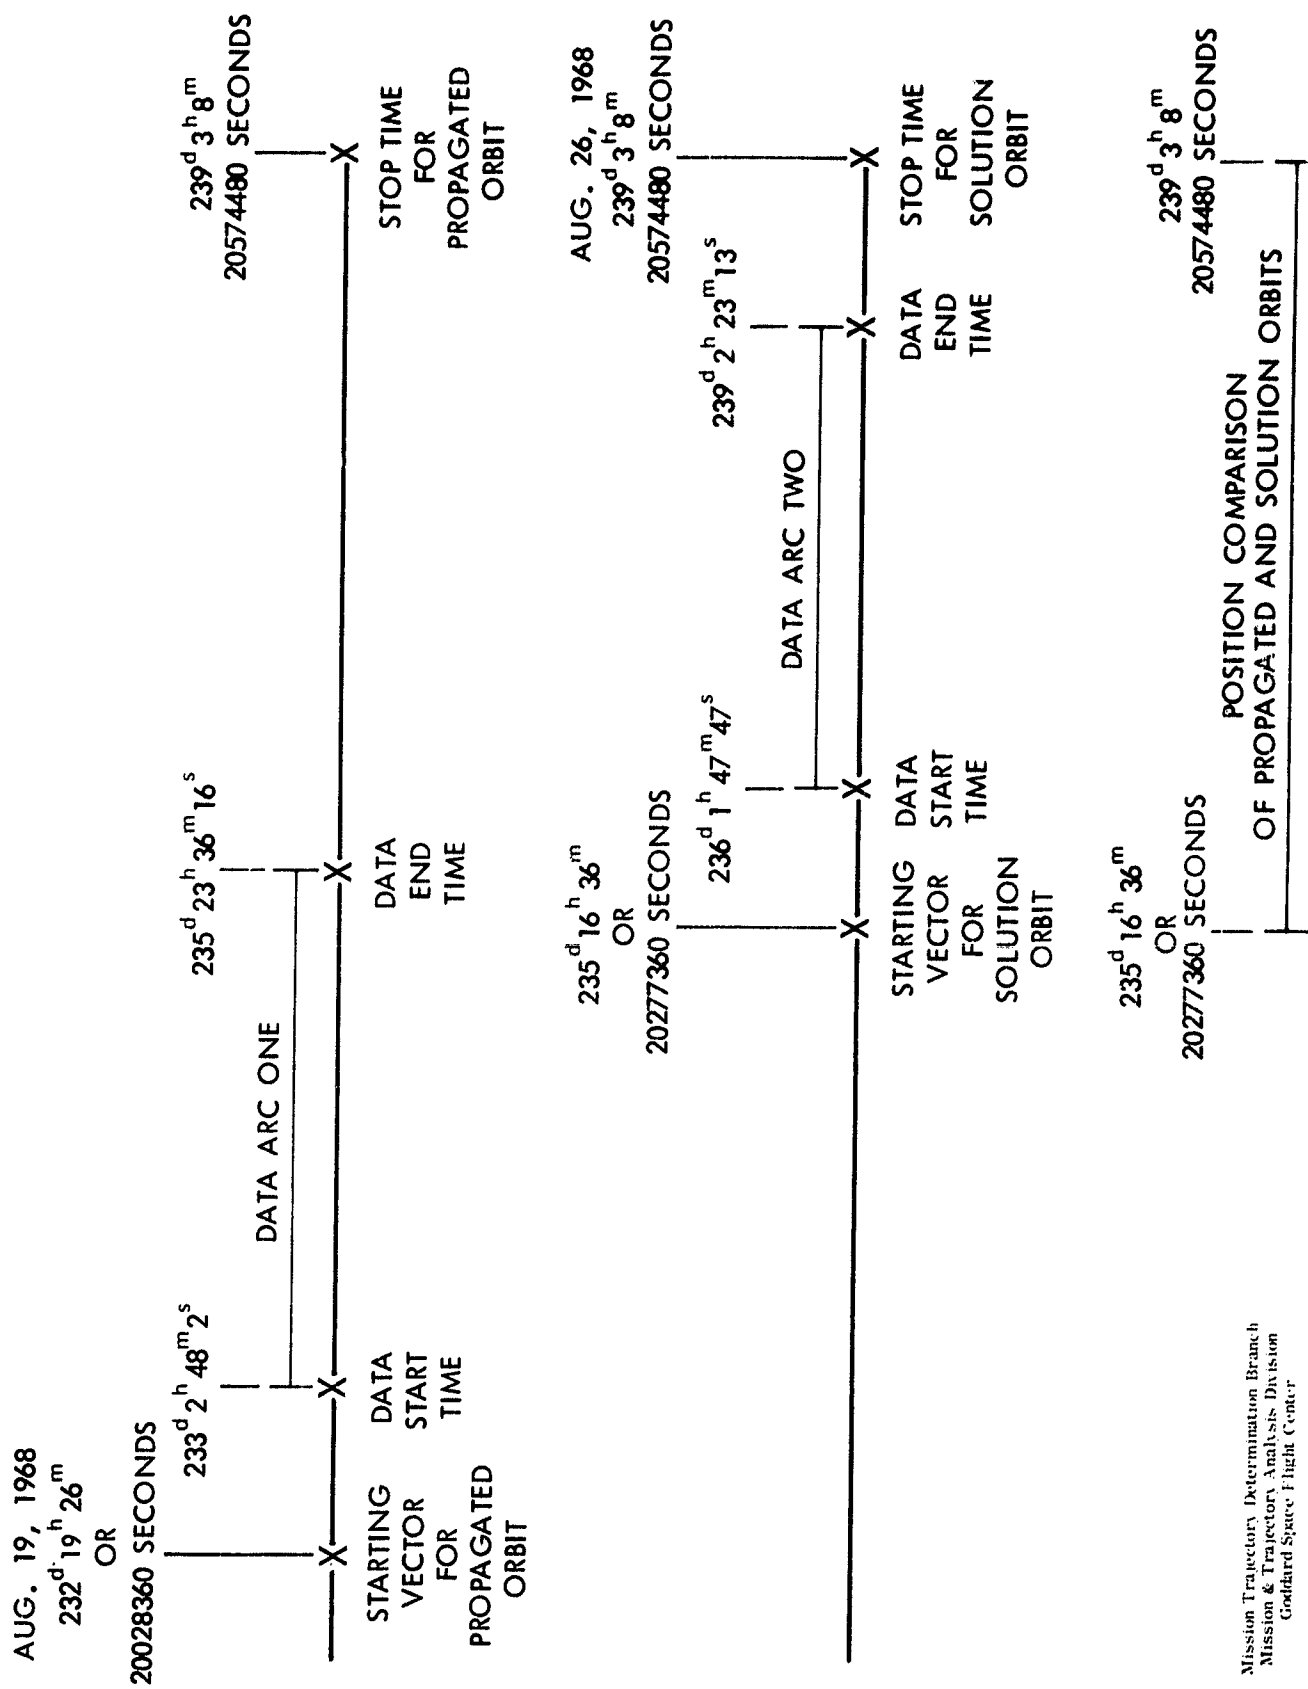 AUG. 19, 1968
232d 19h 26m
OR
20028360 SECONDS
233d 2h 48m 2s
235d 23h 36m 16s
239d 3h 8m
20574480 SECONDS
DATA ARC ONE
STARTING
VECTOR
FOR
PROPAGATED
ORBIT
DATA
START
TIME
DATA
END
TIME
STOP TIME
FOR
PROPAGATED
ORBIT
235d 16h 36m
OR
20277360 SECONDS
236d 1h 47m 47s
239d 2h 23m 13s
AUG. 26, 1968
239d 3h 8m
20574480 SECONDS
DATA ARC TWO
STARTING
VECTOR
FOR
SOLUTION
ORBIT
DATA
START
TIME
DATA
END
TIME
STOP TIME
FOR
SOLUTION
ORBIT
235d 16h 36m
OR
20277360 SECONDS
239d 3h 8m
20574480 SECONDS
POSITION COMPARISON
OF PROPAGATED AND SOLUTION ORBITS
Mission Trajectory Determination Branch
Mission & Trajectory Analysis Division
Goddard Space Flight Center